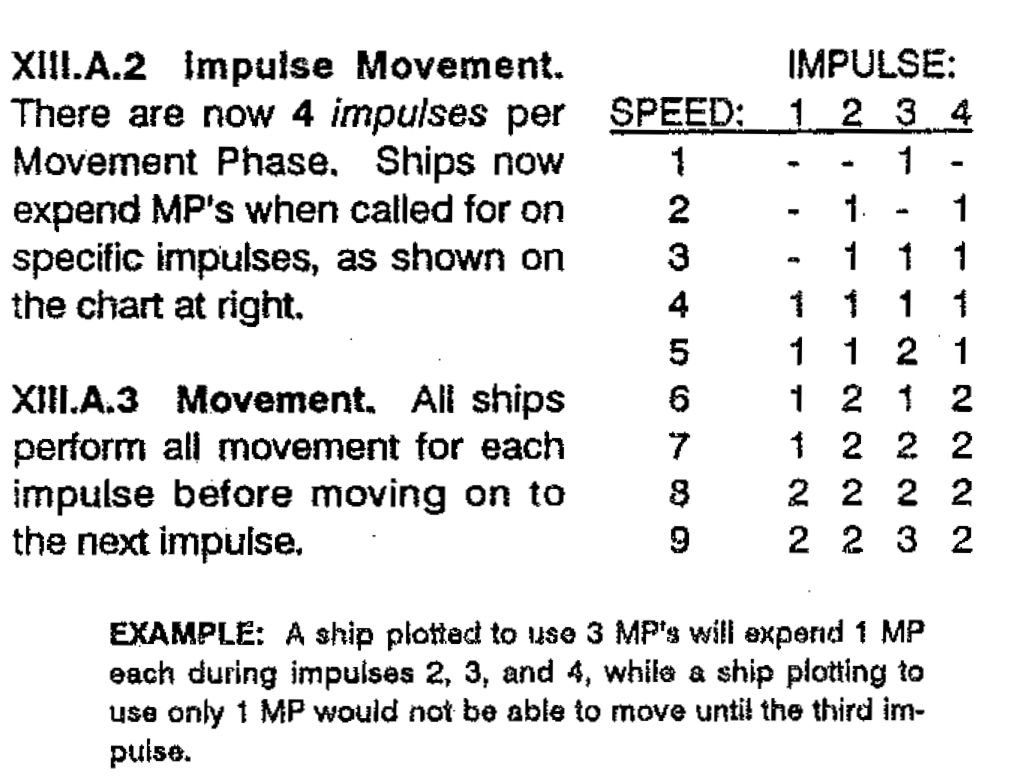 XIII.A.2 Impulse Movement.
There are now 4 impulses per
Movement Phase. Ships now
expend MP's when called for on
specific impulses, as shown on
the chart at right.
XIII.A.3 Movement. All ships
perform all movement for each
impulse before moving on to
the next impulse.
IMPULSE:
SPEED: 1 2 3 4
1 - - 1 -
2 - 1 - 1
3 - 1 1 1
4 1 1 1 1
5 1 1 2 1
6 1 2 1 2
7 1 2 2 2
8 2 2 2 2
9 2 2 3 2
EXAMPLE: A ship plotted to use 3 MP's will expend 1 MP
each during impulses 2, 3, and 4, while a ship plotting to
use only 1 MP would not be able to move until the third im-
pulse.